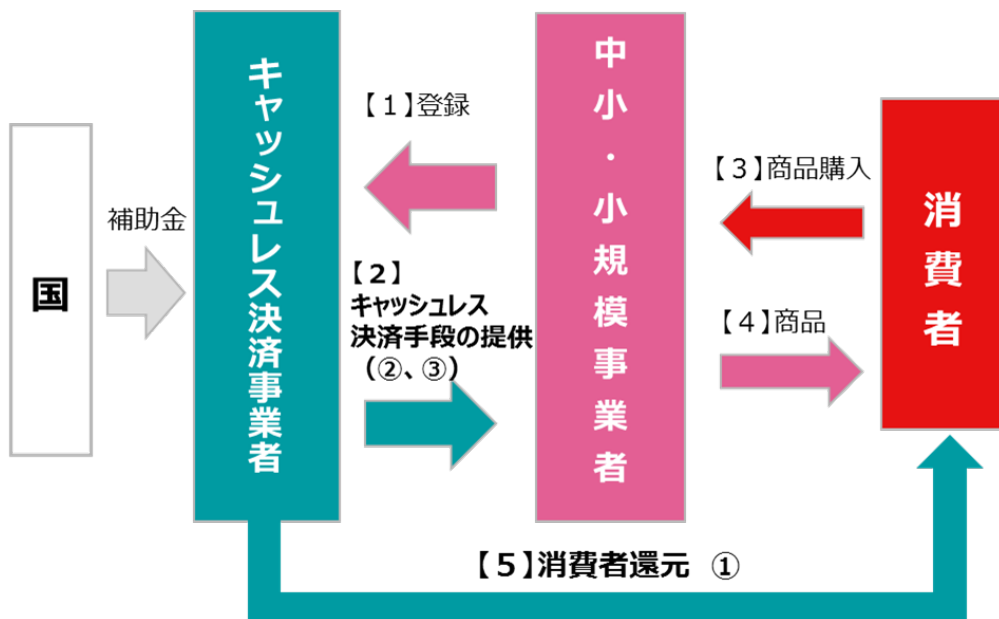 国
補助金
キャッシュレス決済事業者
【１】登録
【２】
キャッシュレス
決済手段の提供
（②、③）
中小・小規模事業者
【３】商品購入
【４】商品
消費者
【５】消費者還元　①